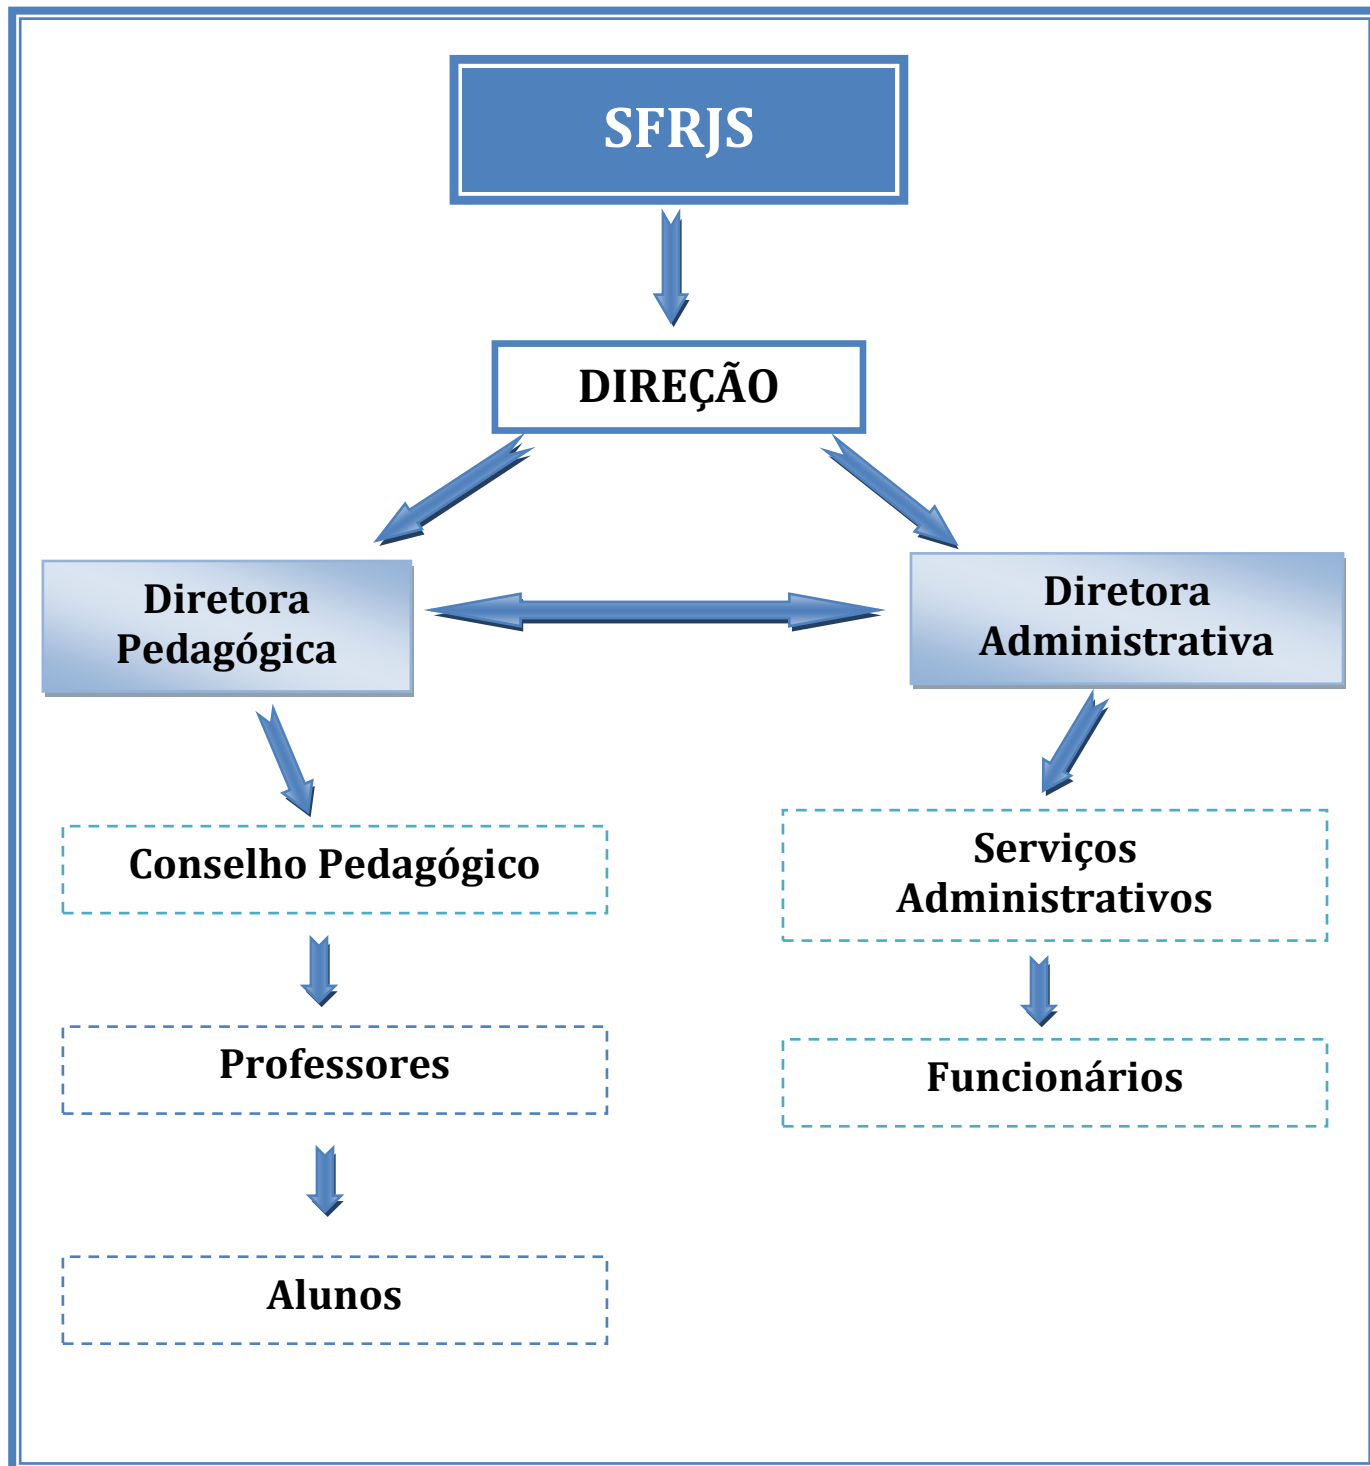 SFRJS
DIREÇÃO
Diretora
Pedagógica
Diretora
Administrativa
Conselho Pedagógico
Serviços
Administrativos
Professores
Funcionários
Alunos